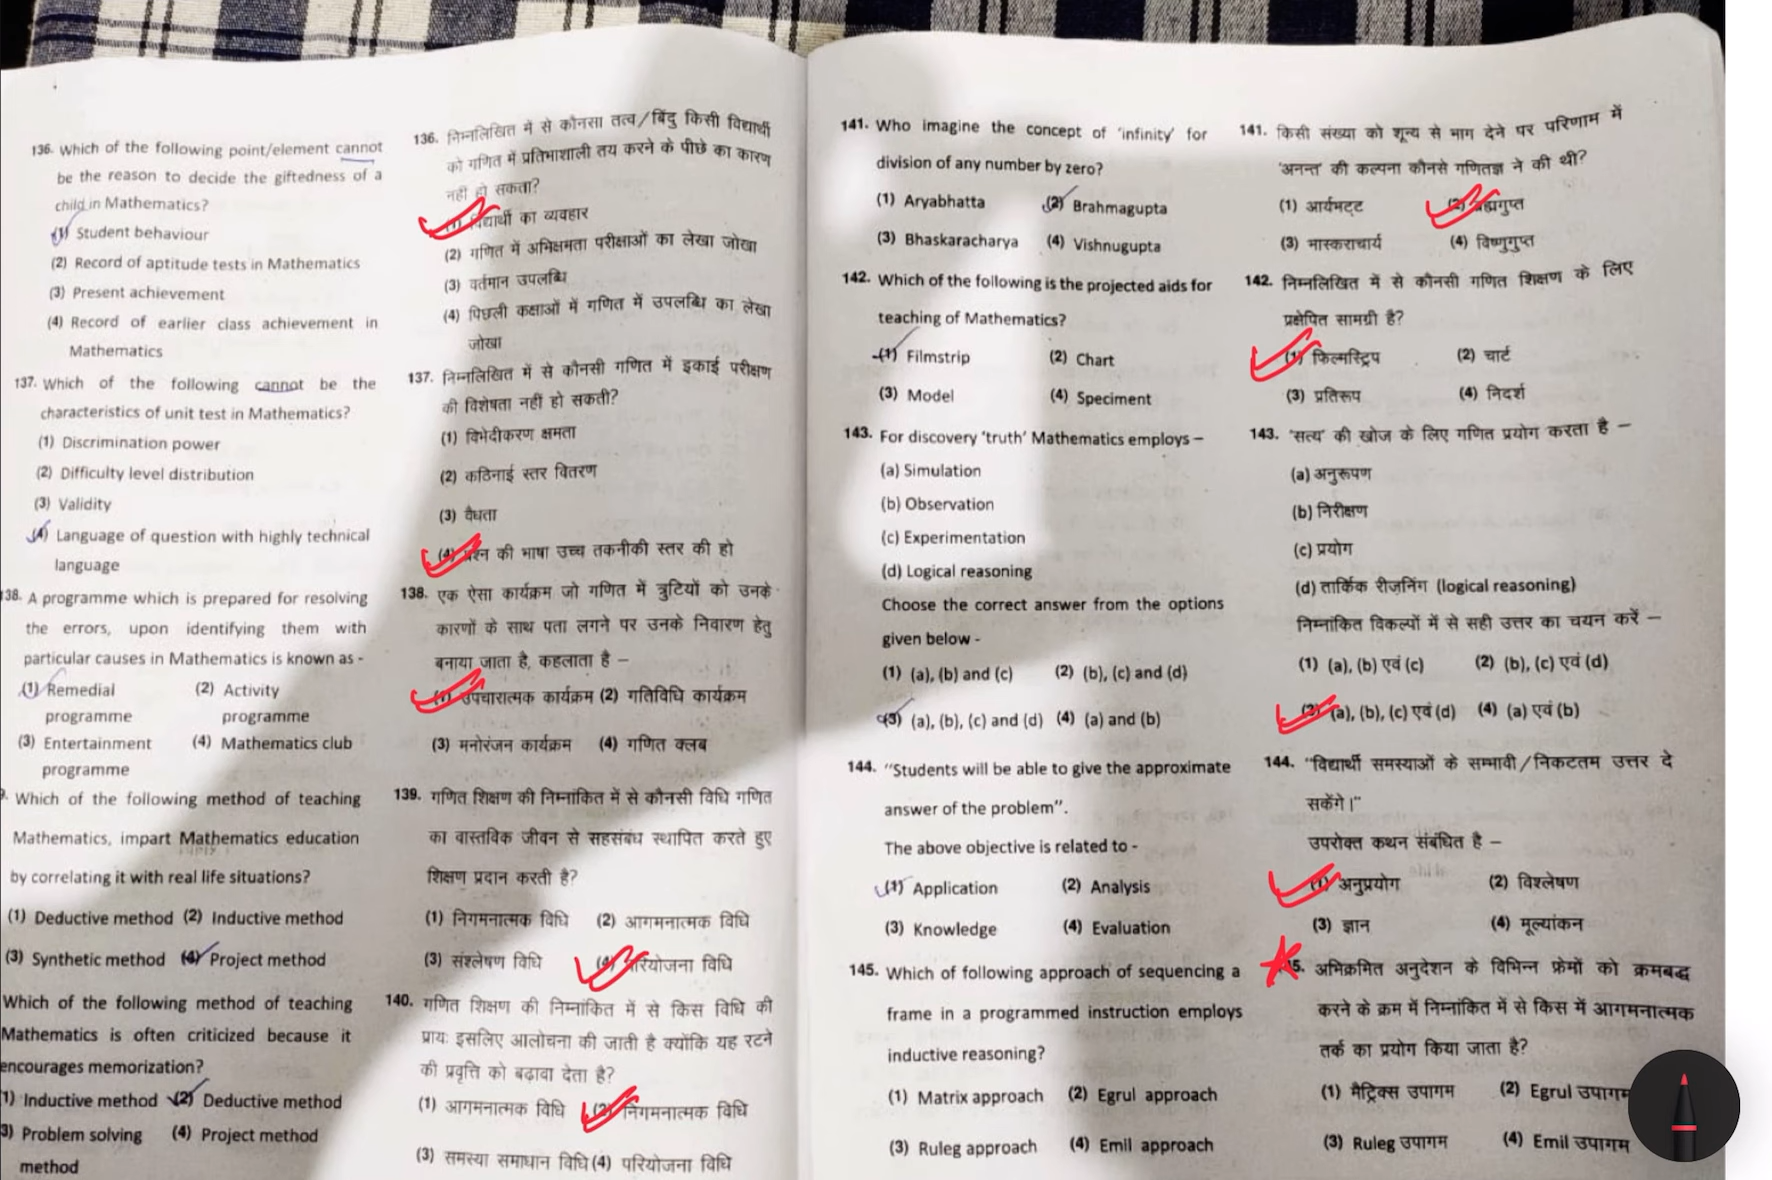 136. Which of the following point/element cannot
be the reason to decide the giftedness of a
child in Mathematics?
(1) Student behaviour
(2) Record of aptitude tests in Mathematics
(3) Present achievement
(4) Record of earlier class achievement in
Mathematics
137. Which of the following cannot be the
characteristics of unit test in Mathematics?
(1) Discrimination power
(2) Difficulty level distribution
(3) Validity
(4) Language of question with highly technical
language
38. A programme which is prepared for resolving
the errors, upon identifying them with
particular causes in Mathematics is known as -
(1) Remedial (2) Activity
programme programme
(3) Entertainment (4) Mathematics club
programme
9. Which of the following method of teaching
Mathematics, impart Mathematics education
by correlating it with real life situations?
(1) Deductive method (2) Inductive method
(3) Synthetic method (4) Project method
Which of the following method of teaching
Mathematics is often criticized because it
encourages memorization?
1) Inductive method (2) Deductive method
3) Problem solving (4) Project method
method
136. निम्नलिखित में से कौनसा तत्व/बिंदु किसी विद्यार्थी
को गणित में प्रतिभाशाली तय करने के पीछे का कारण
नहीं हो सकता?
(1) विद्यार्थी का व्यवहार
(2) गणित में अभिक्षमता परीक्षाओं का लेखा जोखा
(3) वर्तमान उपलब्धि
(4) पिछली कक्षाओं में गणित में उपलब्धि का लेखा
जोखा
137. निम्नलिखित में से कौनसी गणित में इकाई परीक्षण
की विशेषता नहीं हो सकती?
(1) विभेदीकरण क्षमता
(2) कठिनाई स्तर वितरण
(3) वैधता
(4) प्रश्न की भाषा उच्च तकनीकी स्तर की हो
138. एक ऐसा कार्यक्रम जो गणित में त्रुटियों को उनके
कारणों के साथ पता लगने पर उनके निवारण हेतु
बनाया जाता है, कहलाता है –
(1) उपचारात्मक कार्यक्रम (2) गतिविधि कार्यक्रम
(3) मनोरंजन कार्यक्रम (4) गणित क्लब
139. गणित शिक्षण की निम्नांकित में से कौनसी विधि गणित
का वास्तविक जीवन से सहसंबंध स्थापित करते हुए
शिक्षण प्रदान करती है?
(1) निगमनात्मक विधि (2) आगमनात्मक विधि
(3) संश्लेषण विधि (4) परियोजना विधि
140. गणित शिक्षण की निम्नांकित में से किस विधि की
प्रायः इसलिए आलोचना की जाती है क्योंकि यह रटने
की प्रवृत्ति को बढ़ावा देता है?
(1) आगमनात्मक विधि (2) निगमनात्मक विधि
(3) समस्या समाधान विधि (4) परियोजना विधि
141. Who imagine the concept of 'infinity' for
division of any number by zero?
(1) Aryabhatta (2) Brahmagupta
(3) Bhaskaracharya (4) Vishnugupta
142. Which of the following is the projected aids for
teaching of Mathematics?
(1) Filmstrip (2) Chart
(3) Model (4) Speciment
143. For discovery 'truth' Mathematics employs –
(a) Simulation
(b) Observation
(c) Experimentation
(d) Logical reasoning
Choose the correct answer from the options
given below -
(1) (a), (b) and (c) (2) (b), (c) and (d)
(3) (a), (b), (c) and (d) (4) (a) and (b)
144. "Students will be able to give the approximate
answer of the problem".
The above objective is related to -
(1) Application (2) Analysis
(3) Knowledge (4) Evaluation
145. Which of following approach of sequencing a
frame in a programmed instruction employs
inductive reasoning?
(1) Matrix approach (2) Egrul approach
(3) Ruleg approach (4) Emil approach
141. किसी संख्या को शून्य से भाग देने पर परिणाम में
'अनन्त' की कल्पना कौनसे गणितज्ञ ने की थी?
(1) आर्यभट्ट (2) ब्रह्मगुप्त
(3) भास्कराचार्य (4) विष्णुगुप्त
142. निम्नलिखित में से कौनसी गणित शिक्षण के लिए
प्रक्षेपित सामग्री है?
(1) फिल्मस्ट्रिप (2) चार्ट
(3) प्रतिरूप (4) निदर्श
143. 'सत्य' की खोज के लिए गणित प्रयोग करता है –
(a) अनुरूपण
(b) निरीक्षण
(c) प्रयोग
(d) तार्किक रीज़निंग (logical reasoning)
निम्नांकित विकल्पों में से सही उत्तर का चयन करें –
(1) (a), (b) एवं (c) (2) (b), (c) एवं (d)
(3) (a), (b), (c) एवं (d) (4) (a) एवं (b)
144. "विद्यार्थी समस्याओं के सम्भावी/निकटतम उत्तर दे
सकेंगे।"
उपरोक्त कथन संबंधित है –
(1) अनुप्रयोग (2) विश्लेषण
(3) ज्ञान (4) मूल्यांकन
5. अभिक्रमित अनुदेशन के विभिन्न फ्रेमों को क्रमबद्ध
करने के क्रम में निम्नांकित में से किस में आगमनात्मक
तर्क का प्रयोग किया जाता है?
(1) मैट्रिक्स उपागम (2) Egrul उपागम
(3) Ruleg उपागम (4) Emil उपागम